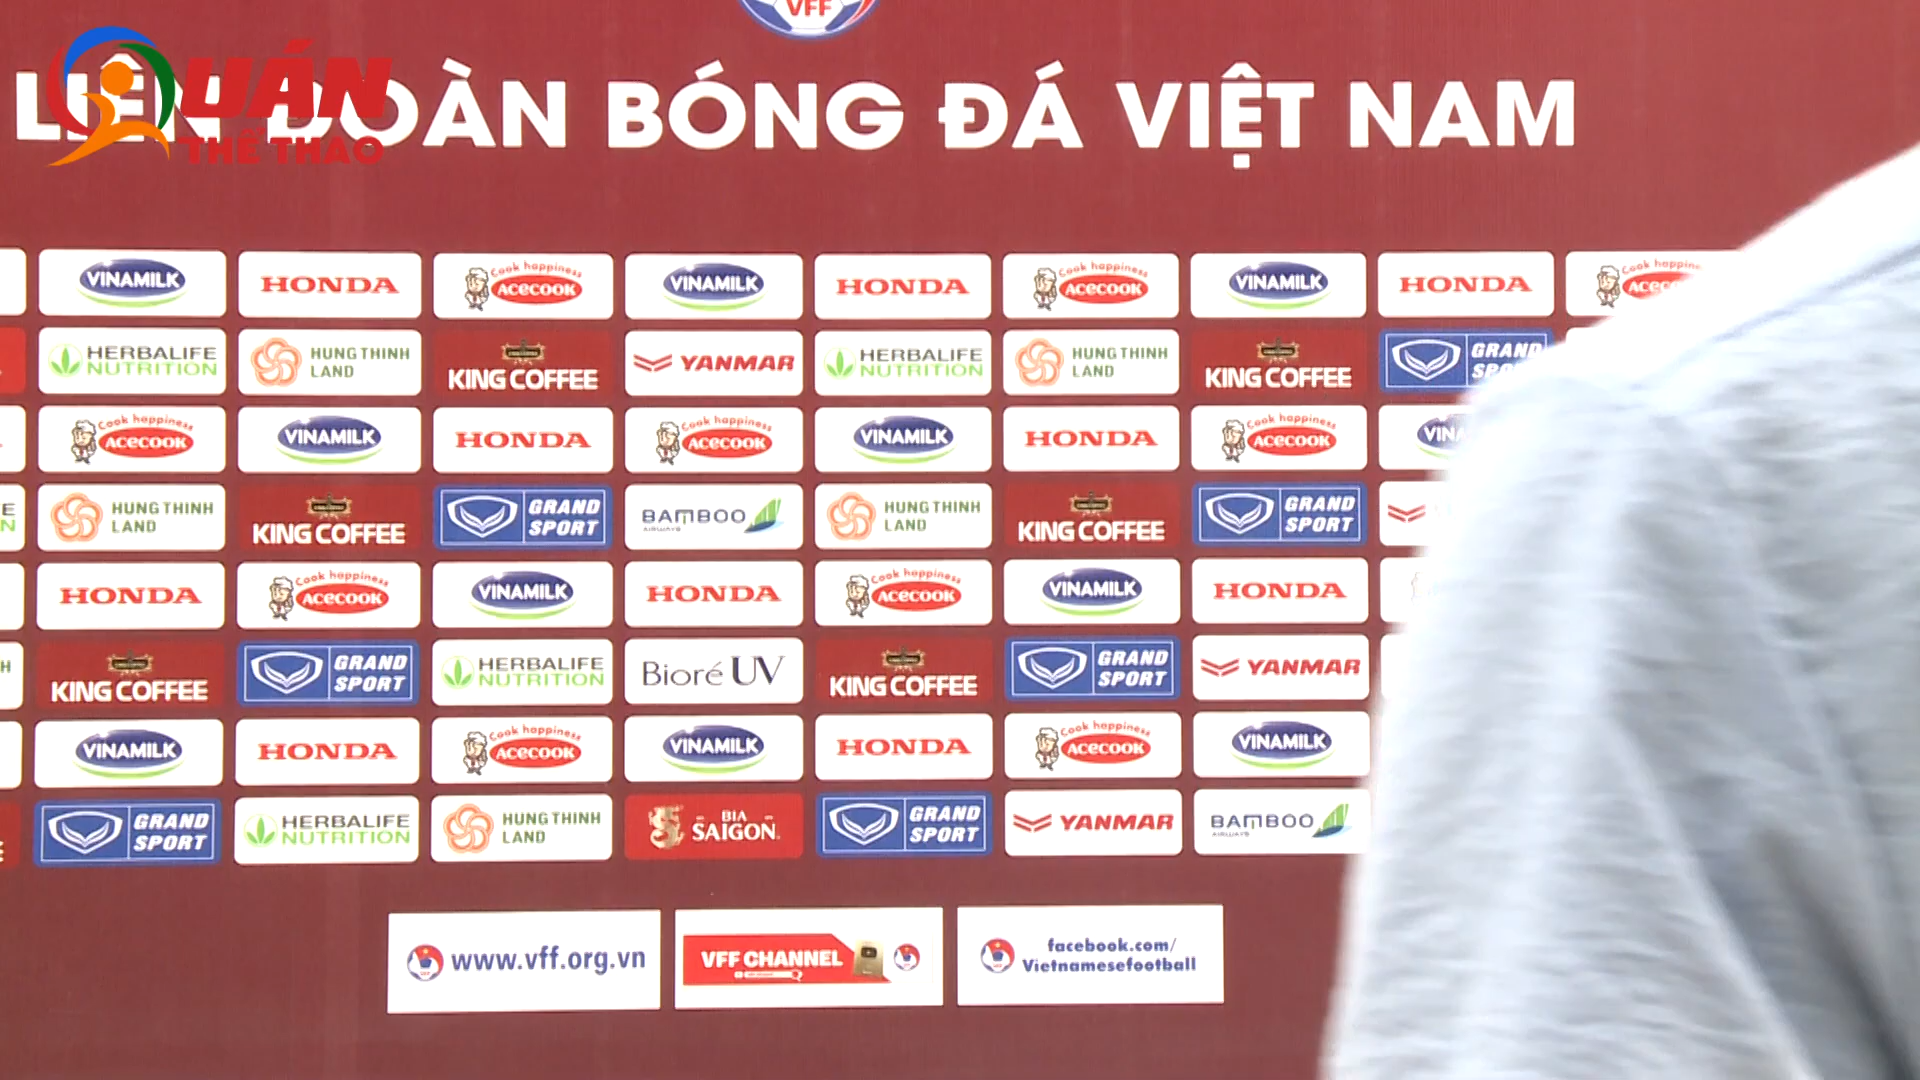 VFF
LIÊN ĐOÀN BÓNG ĐÁ VIỆT NAM
QUÁN
THỂ THAO
VINAMILK HONDA Cook happiness ACECOOK VINAMILK HONDA Cook happiness ACECOOK VINAMILK HONDA Cook happiness
HERBALIFE NUTRITION HUNG THINH LAND KING COFFEE YANMAR HERBALIFE NUTRITION HUNG THINH LAND KING COFFEE GRAND
Cook happiness ACECOOK VINAMILK HONDA Cook happiness ACECOOK VINAMILK HONDA Cook happiness ACECOOK
HUNG THINH LAND KING COFFEE GRAND SPORT BAMBOO AIRWAYS HUNG THINH LAND KING COFFEE GRAND SPORT
HONDA Cook happiness ACECOOK VINAMILK HONDA Cook happiness ACECOOK VINAMILK HONDA
KING COFFEE GRAND SPORT HERBALIFE NUTRITION Bioré UV KING COFFEE GRAND SPORT YANMAR
VINAMILK HONDA Cook happiness ACECOOK VINAMILK HONDA Cook happiness ACECOOK VINAMILK
GRAND SPORT HERBALIFE NUTRITION HUNG THINH LAND BIA SAIGON GRAND SPORT YANMAR BAMBOO AIRWAYS
www.vff.org.vn
VFF CHANNEL
facebook.com/
Vietnamesefootball